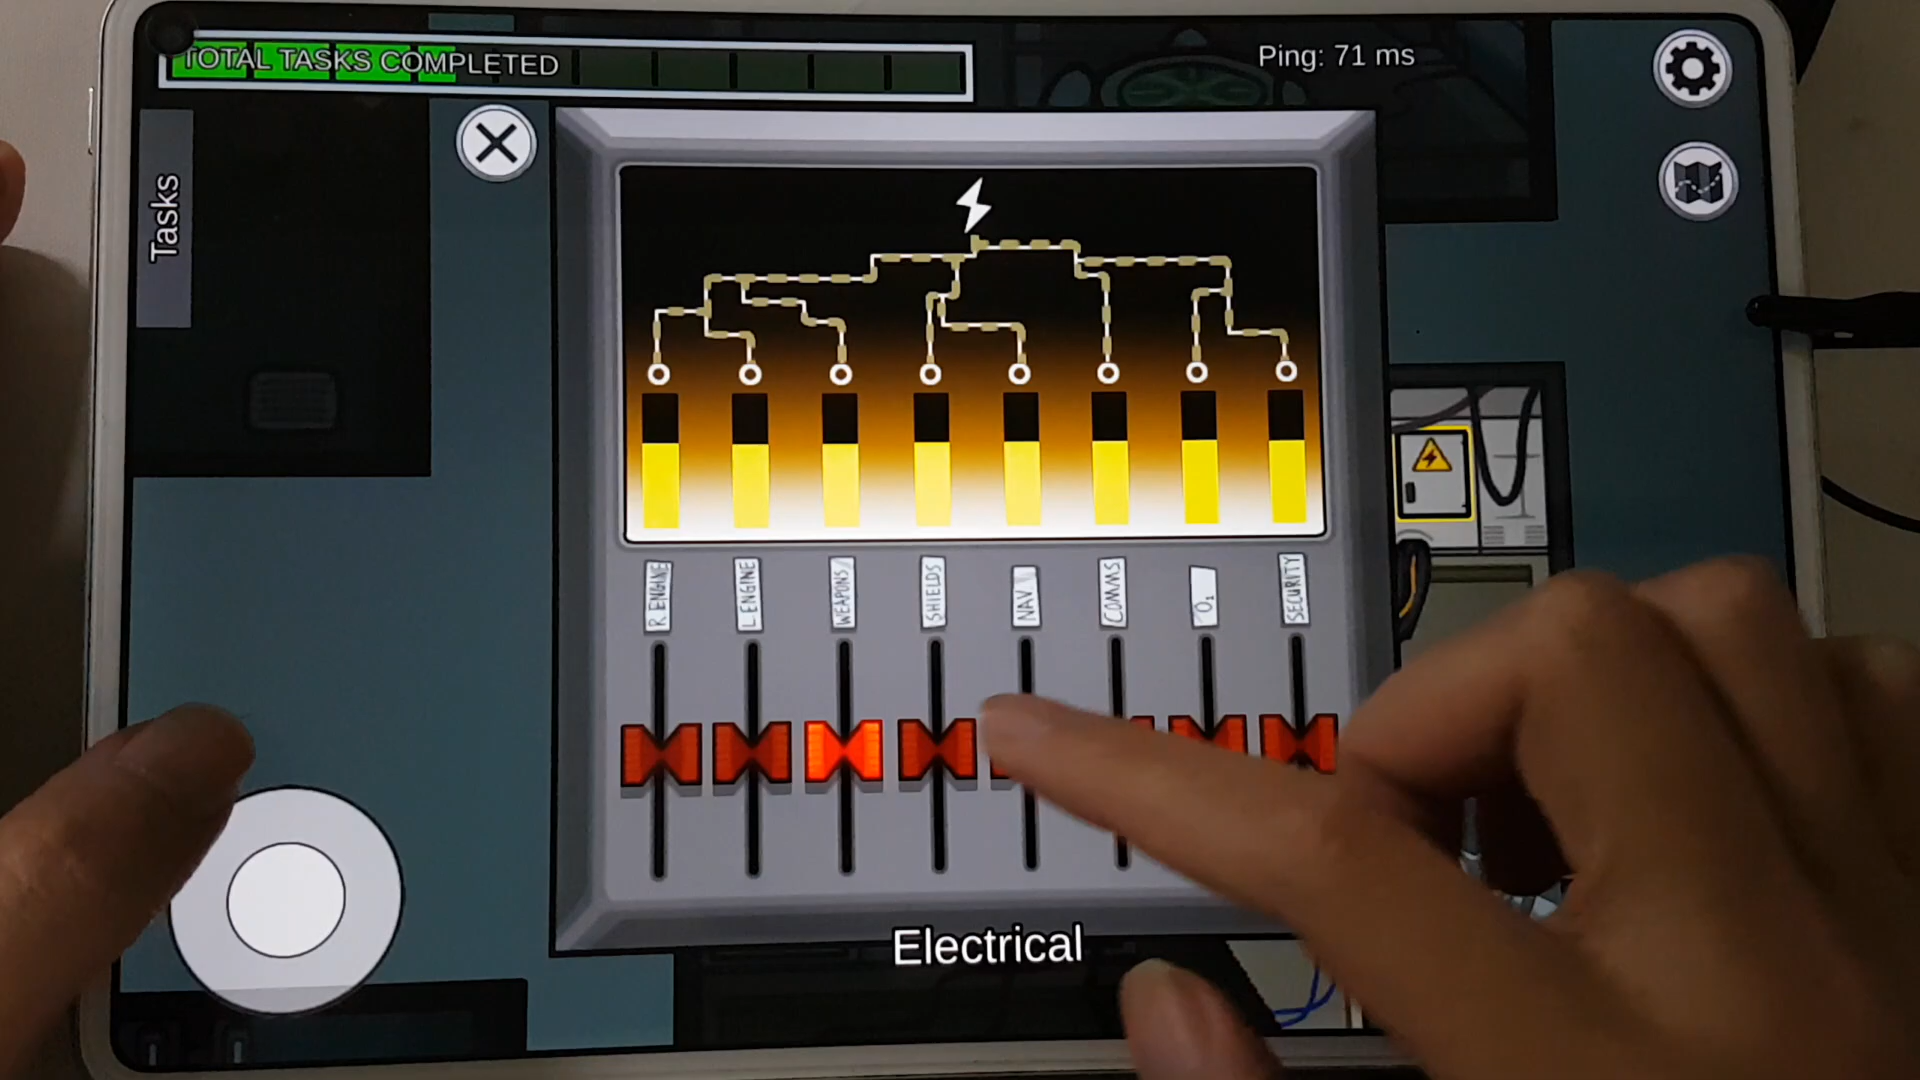 TOTAL TASKS COMPLETED
Ping: 71 ms
Tasks
R ENGINE
L ENGINE
WEAPONS
SHIELDS
NAV
COMMS
O₂
SECURITY
Electrical